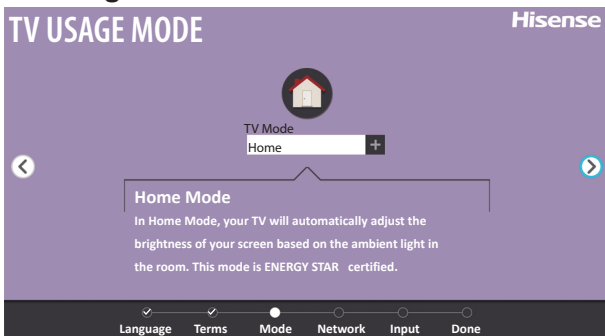 TV USAGE MODE
Hisense
TV Mode
Home
Home Mode
In Home Mode, your TV will automatically adjust the
brightness of your screen based on the ambient light in
the room. This mode is ENERGY STAR certified.
Language Terms Mode Network Input Done